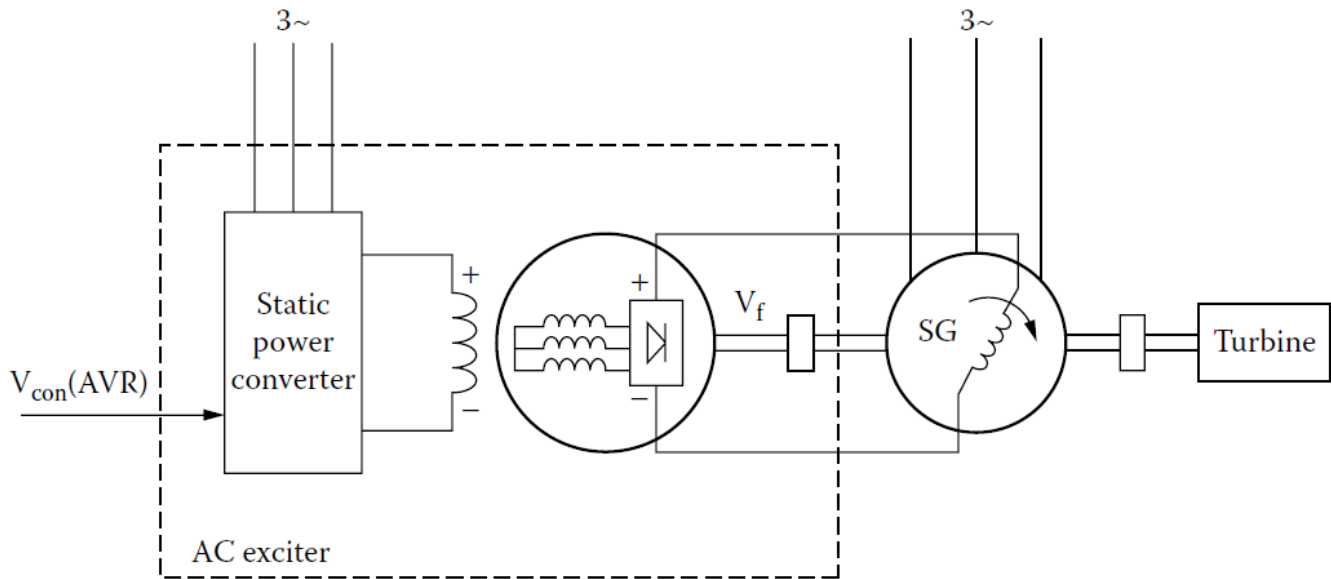 3~
3~
Static
power
converter
+
−
+
−
V_f
SG
Turbine
V_con(AVR)
AC exciter